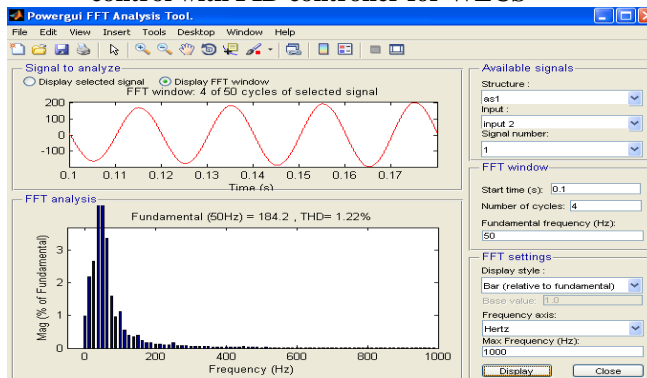 control with PID controller for WECS
Powergui FFT Analysis Tool.
File Edit View Insert Tools Desktop Window Help
Signal to analyze
Display selected signal Display FFT window
FFT window: 4 of 50 cycles of selected signal
200
100
0
-100
0.1 0.11 0.12 0.13 0.14 0.15 0.16 0.17
Time (s)
FFT analysis
Fundamental (50Hz) = 184.2 , THD= 1.22%
Mag (% of Fundamental)
3
2
1
0
0 200 400 600 800 1000
Frequency (Hz)
Available signals
Structure :
as1
Input :
input 2
Signal number:
1
FFT window
Start time (s): 0.1
Number of cycles: 4
Fundamental frequency (Hz):
50
FFT settings
Display style :
Bar (relative to fundamental)
Base value: 1.0
Frequency axis:
Hertz
Max Frequency (Hz):
1000
Display Close